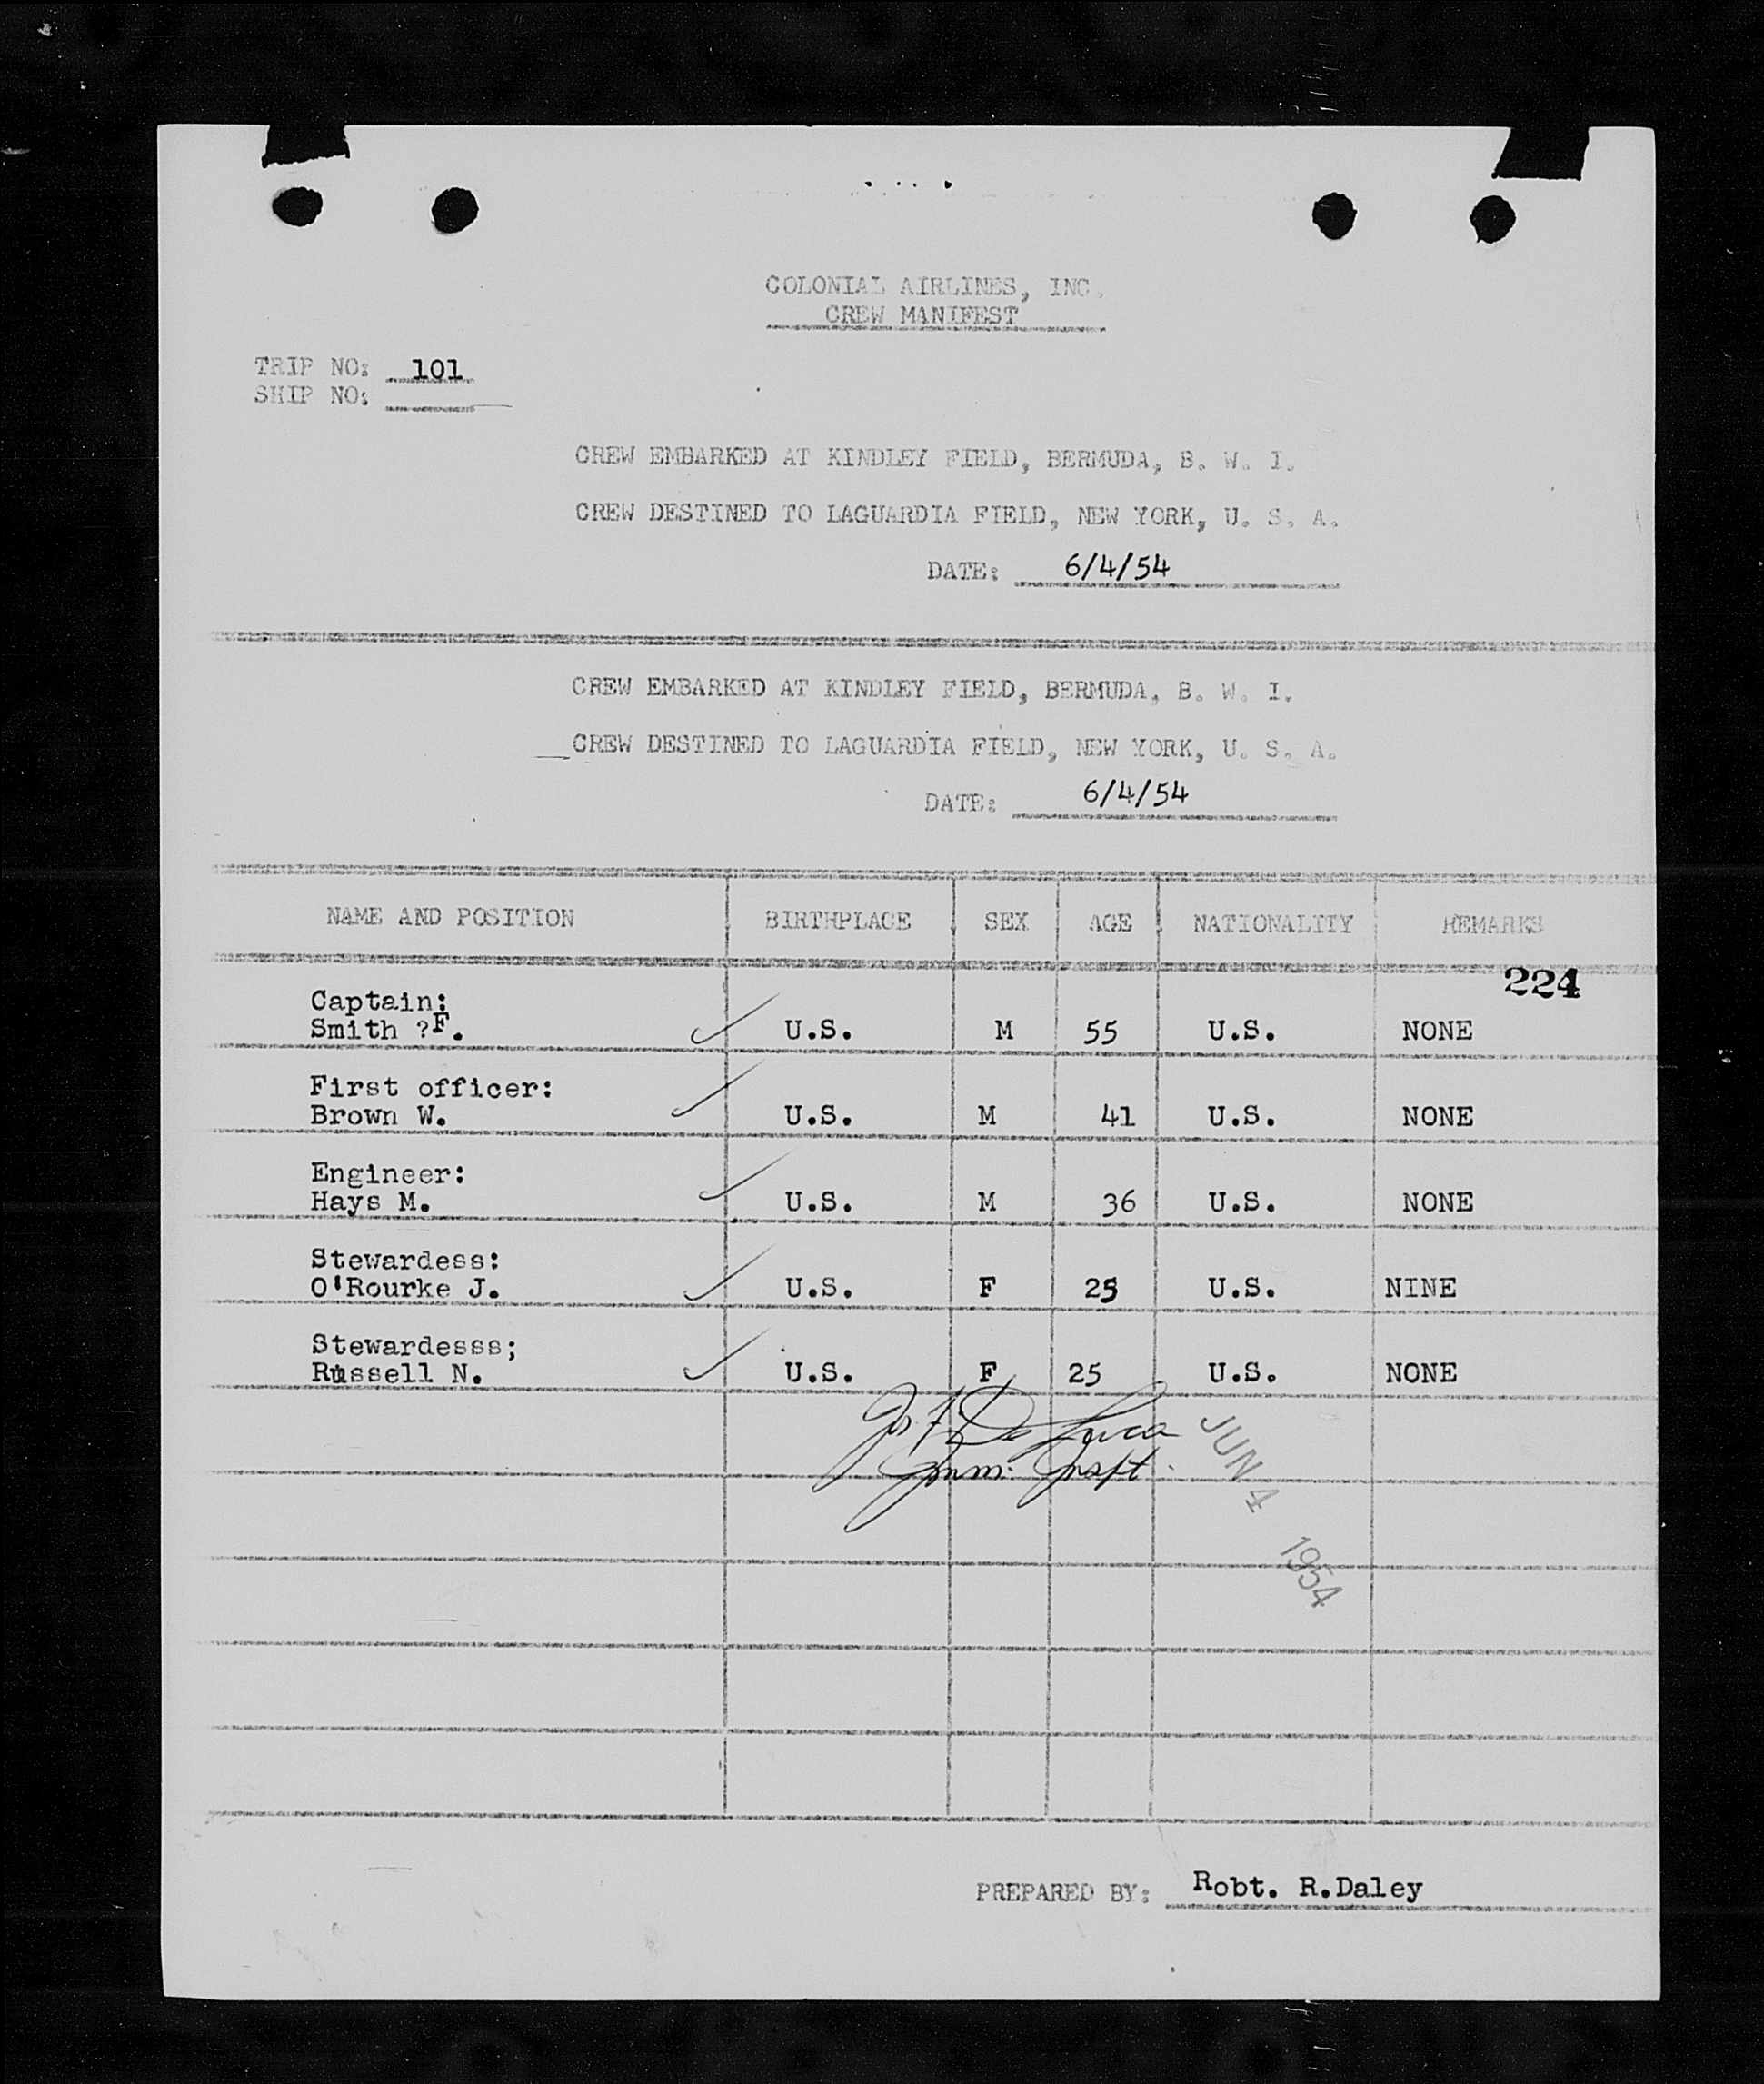 COLONIAL AIRLINES, INC.
CREW MANIFEST
TRIP NO: 101
SHIP NO:
CREW EMBARKED AT KINDLEY FIELD, BERMUDA, B. W. I.
CREW DESTINED TO LAGUARDIA FIELD, NEW YORK, U. S. A.
DATE: 6/4/54
CREW EMBARKED AT KINDLEY FIELD, BERMUDA, B. W. I.
CREW DESTINED TO LAGUARDIA FIELD, NEW YORK, U. S. A.
DATE: 6/4/54
NAME AND POSITION BIRTHPLACE SEX AGE NATIONALITY REMARKS
224
Captain:
Smith ?F. U.S. M 55 U.S. NONE
First officer:
Brown W. U.S. M 41 U.S. NONE
Engineer:
Hays M. U.S. M 36 U.S. NONE
Stewardess:
O'Rourke J. U.S. F 25 U.S. NINE
Stewardesss;
Russell N. U.S. F 25 U.S. NONE
De Luca
Imm. Inspt.
JUN 4 1954
PREPARED BY: Robt. R.Daley